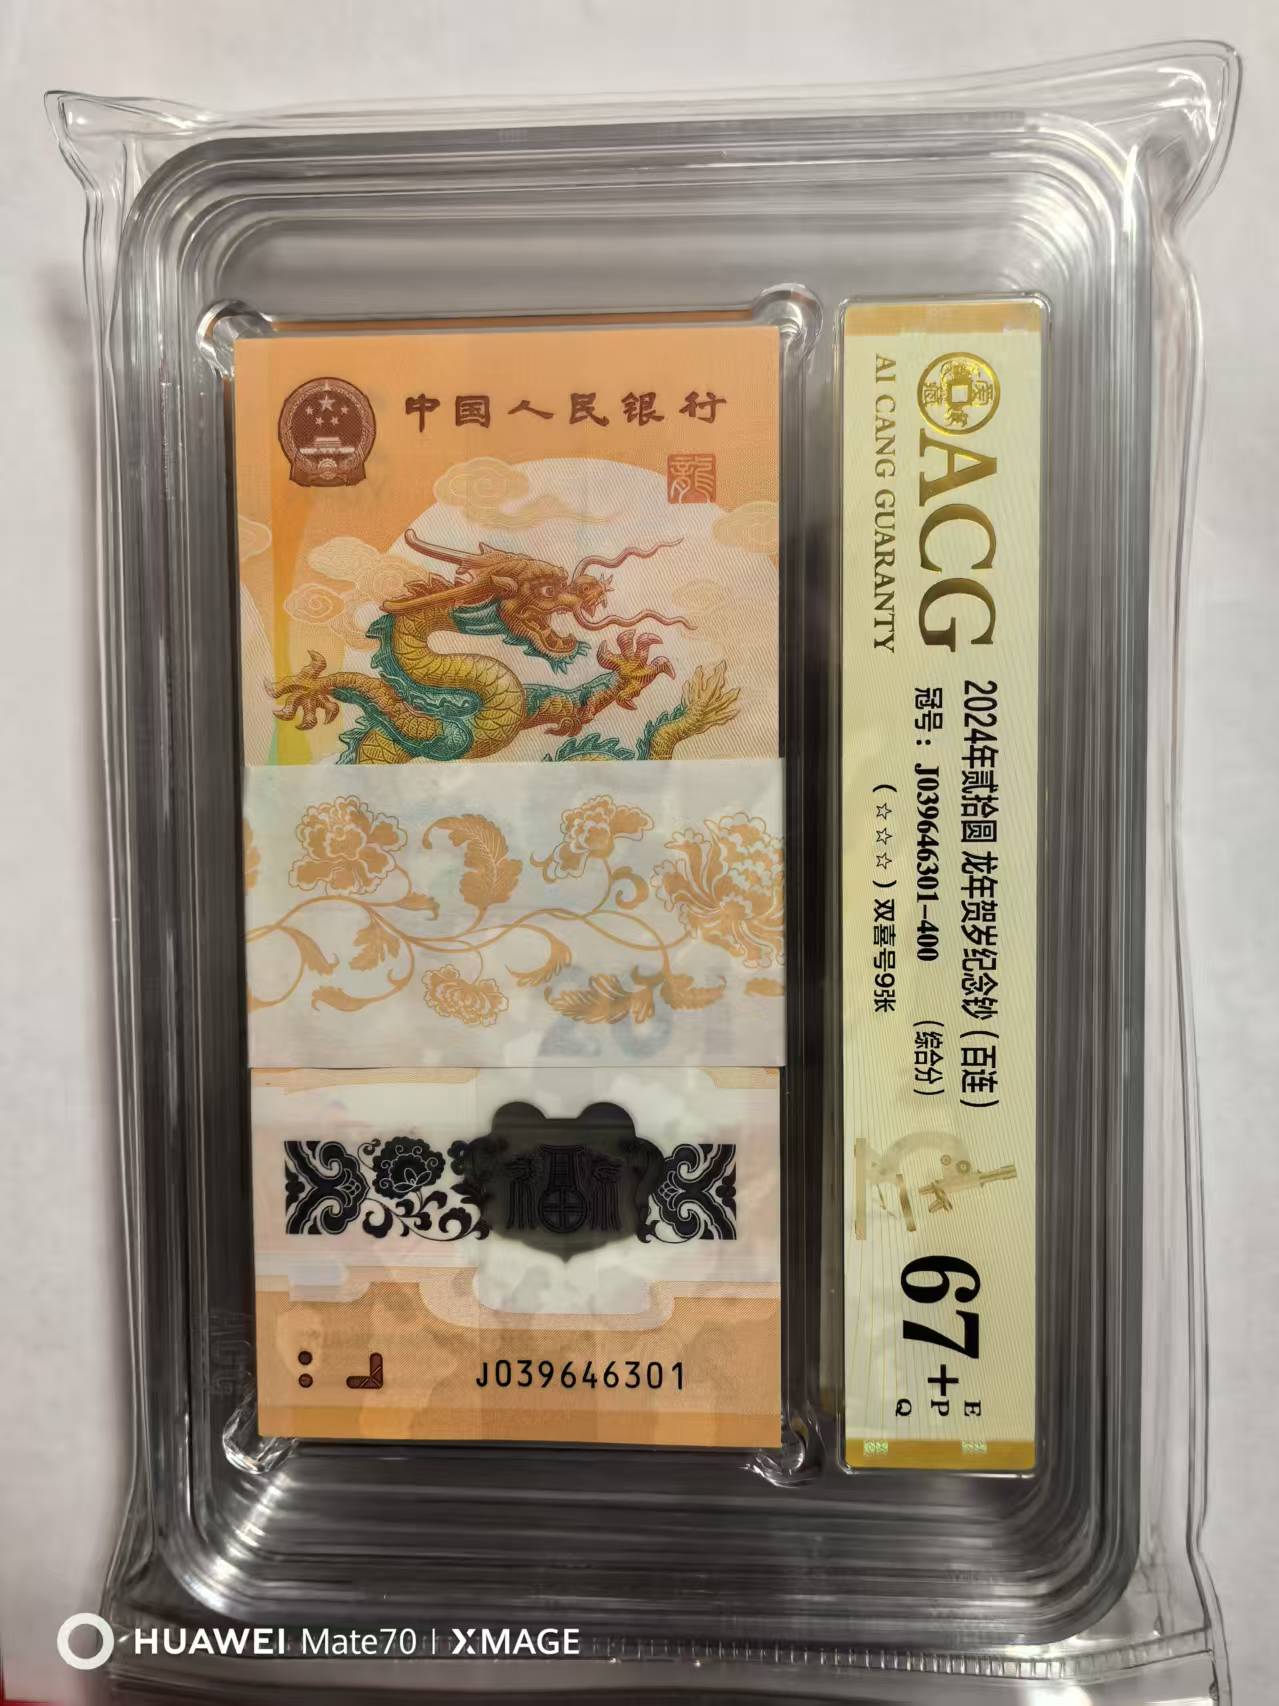 中国人民银行
龍
J039646301
ACG
AI CANG GUARANTY
2024年贰拾圆 龙年贺岁纪念钞（百连）
冠号：J039646301-400 （综合分）
（☆☆☆）双喜号9张
67+
E
P
Q
HUAWEI Mate70 | XMAGE